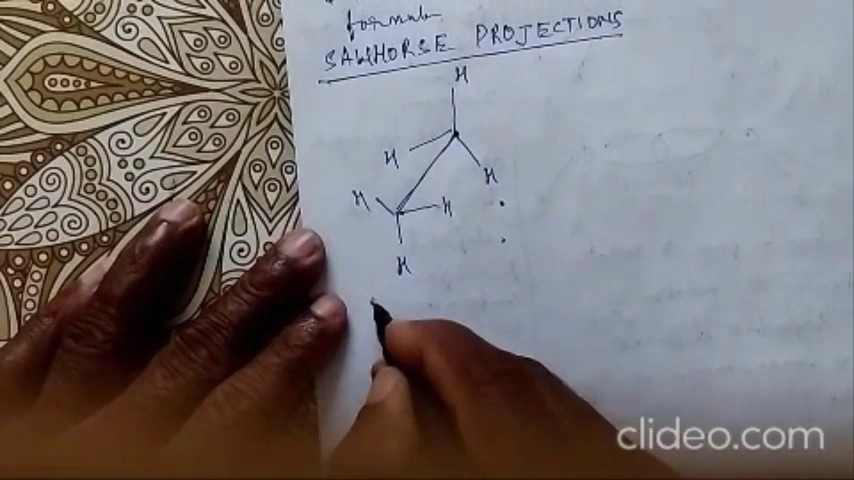 formula
SAWHORSE PROJECTIONS
H
H
H
H H
H
clideo.com